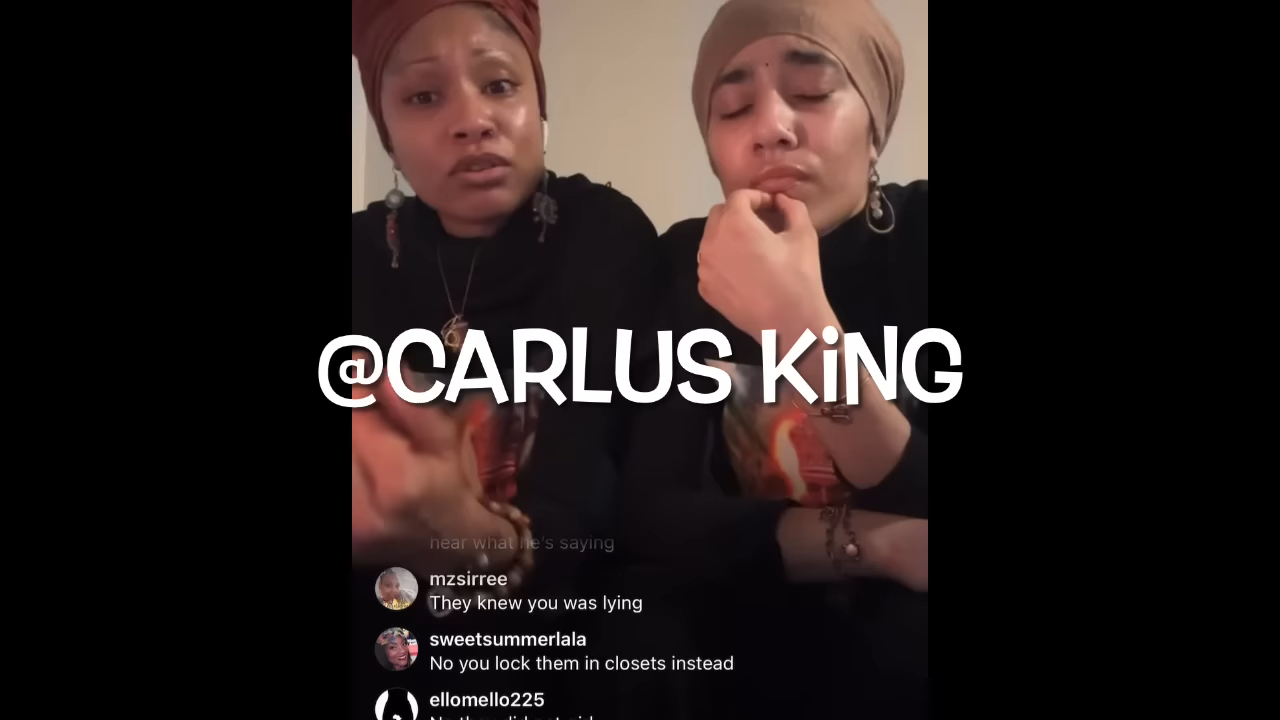 @CARLUS KiNG
hear what he's saying
mzsirree
They knew you was lying
sweetsummerlala
No you lock them in closets instead
ellomello225